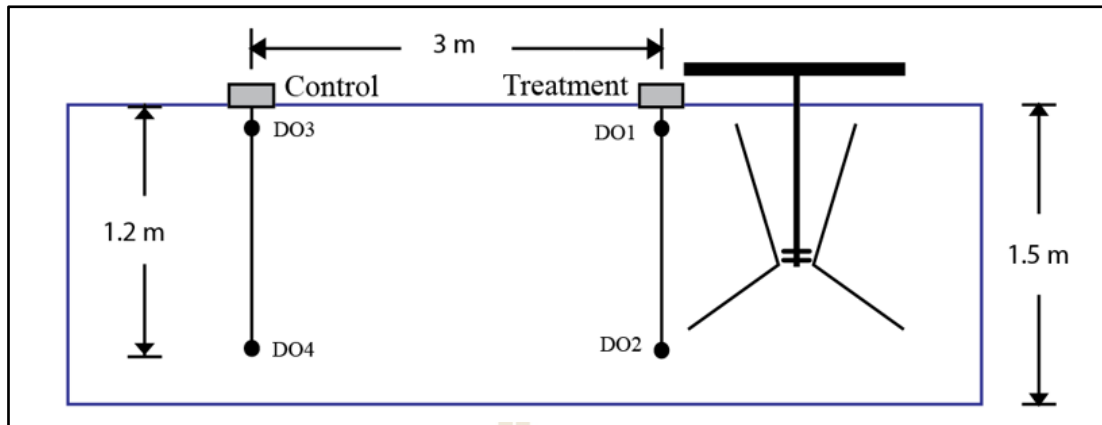 3 m
Control
Treatment
DO3
DO1
1.2 m
1.5 m
DO4
DO2